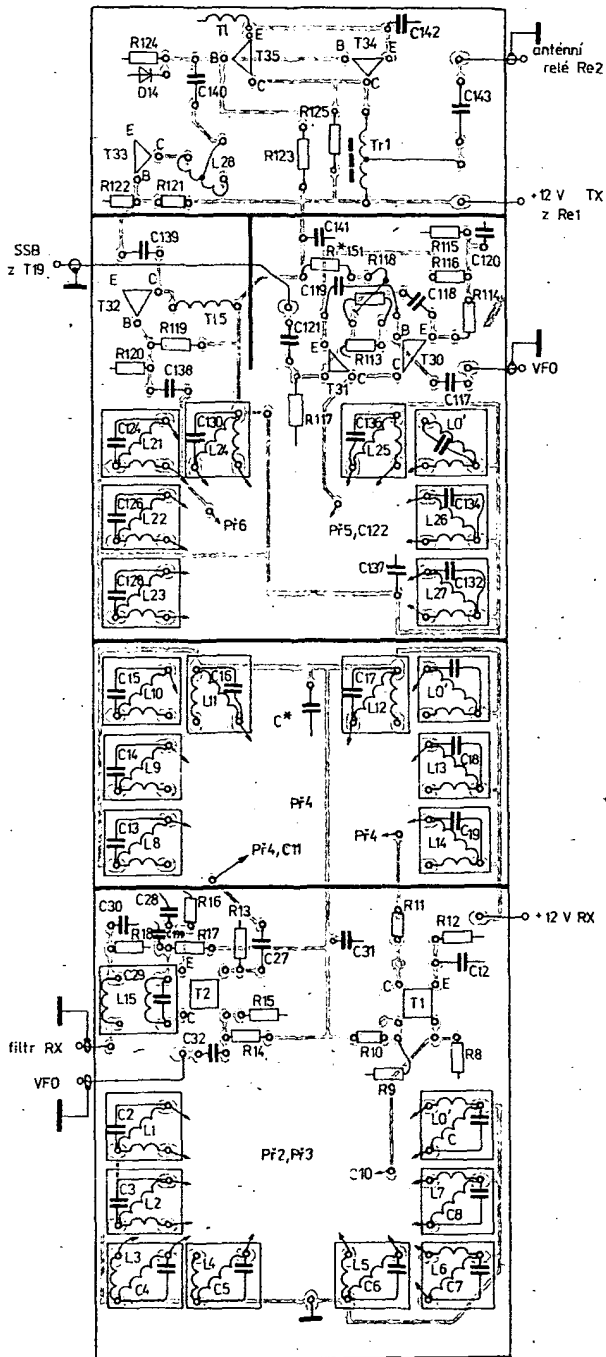 T1
C142
R124
B
E
T35
T34
B
E
anténní
relé Re2
D14
C140
C
C
C143
E
T33
C
B
L28
R123
R125
Tr1
R122
R121
+12 V TX
z Re1
C139
C141
R*151
R115
C120
SSB
z T19
R118
R116
E
C
T32
B
C119
C118
R114
T15
R119
C121
E
R113
B
E
T30
VFO
R120
C
C
T31
C138
C117
R117
C124
L21
C130
L24
C136
L25
L0'
C126
L22
Př6
Př5,C122
L26
C134
C128
L23
C137
L27
C132
C15
L10
C16
L11
C*
C17
L12
L0'
C14
L9
L13
C18
Př4
C13
L8
Př4
L14
C19
Př4,C11
C28
R16
C30
R13
R11
+12 V RX
R18
R17
C27
C31
R12
C29
E
T2
C12
L15
C
R15
C
E
T1
filtr RX
C32
R14
R10
R8
VFO
R9
C2
L1
L0'
C
Př2,Př3
C10
C3
L2
L7
C8
L3
C4
L4
C5
L5
C6
L6
C7